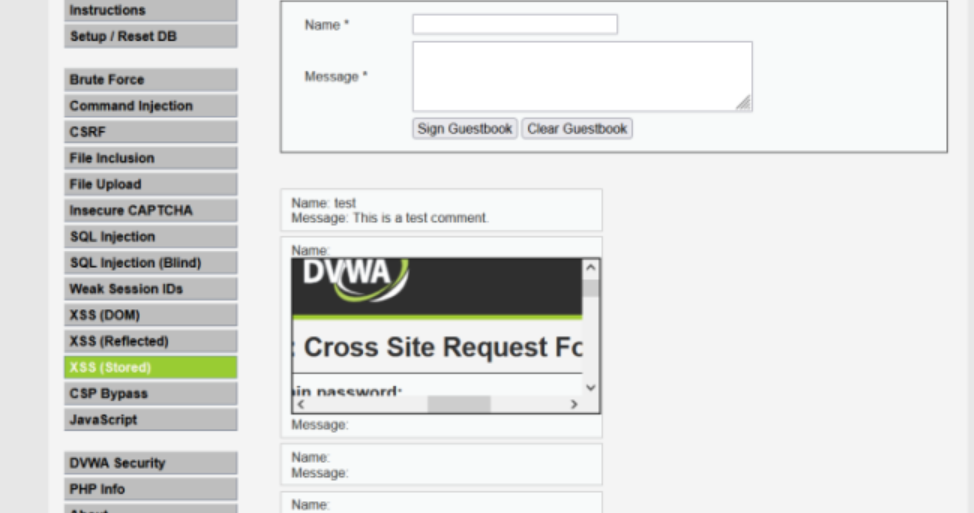 Instructions
Setup / Reset DB
Brute Force
Command Injection
CSRF
File Inclusion
File Upload
Insecure CAPTCHA
SQL Injection
SQL Injection (Blind)
Weak Session IDs
XSS (DOM)
XSS (Reflected)
XSS (Stored)
CSP Bypass
JavaScript
DVWA Security
PHP Info
About
Name *
Message *
Sign Guestbook Clear Guestbook
Name: test
Message: This is a test comment.
Name:
DVWA
: Cross Site Request Fo
in password:
Message:
Name:
Message:
Name: